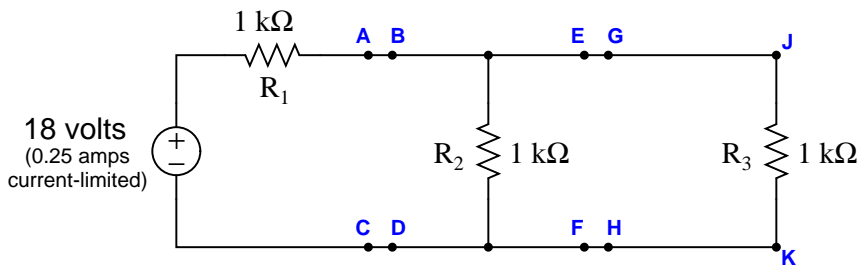 1 kΩ
R1
A B
E G
J
18 volts
(0.25 amps
current-limited)
+
−
R2 1 kΩ
R3 1 kΩ
C D
F H
K